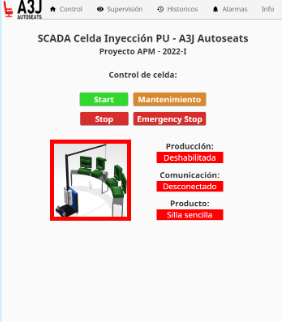 A3J
AUTOSEATS
Control
Supervisión
Historicos
Alarmas
Info
SCADA Celda Inyección PU - A3J Autoseats
Proyecto APM - 2022-I
Control de celda:
Start
Mantenimiento
Stop
Emergency Stop
Producción:
Deshabilitada
Comunicación:
Desconectado
Producto:
Silla sencilla